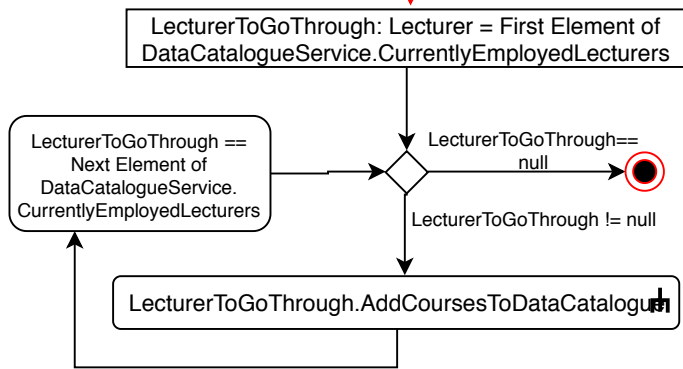 LecturerToGoThrough: Lecturer = First Element of
DataCatalogueService.CurrentlyEmployedLecturers
LecturerToGoThrough ==
Next Element of
DataCatalogueService.
CurrentlyEmployedLecturers
LecturerToGoThrough==
null
LecturerToGoThrough != null
LecturerToGoThrough.AddCoursesToDataCatalogue